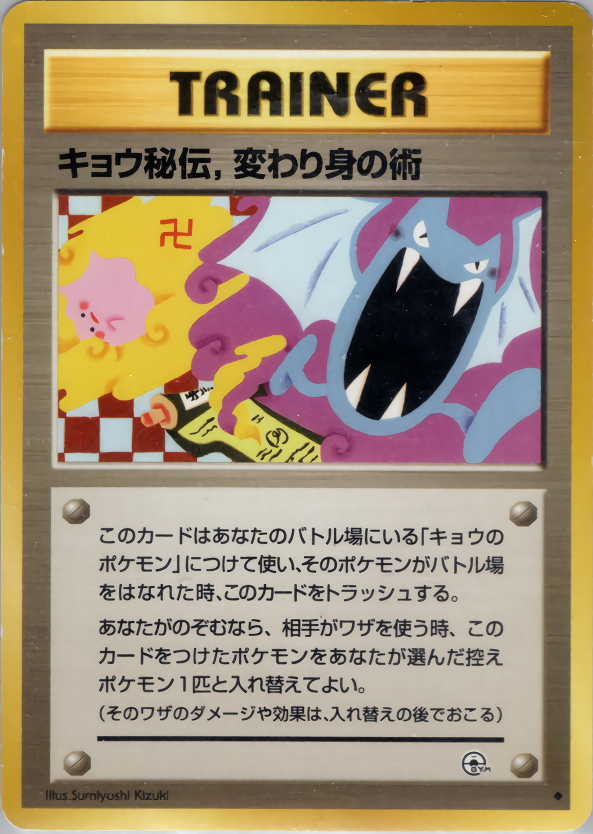 TRAINER
キョウ秘伝，変わり身の術
卍
このカードはあなたのバトル場にいる「キョウの
ポケモン」につけて使い、そのポケモンがバトル場
をはなれた時、このカードをトラッシュする。
あなたがのぞむなら、相手がワザを使う時、この
カードをつけたポケモンをあなたが選んだ控え
ポケモン1匹と入れ替えてよい。
（そのワザのダメージや効果は、入れ替えの後でおこる）
GYM
Illus.Sumiyoshi Kizuki